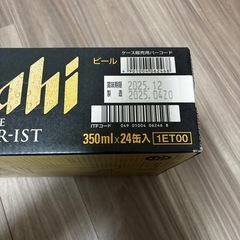 ビール
ケース販売用バーコード
賞味期限 2025.12
製造 2025.0420
ahi
R-IST
ITFコード
350ml×24缶入
1ET00